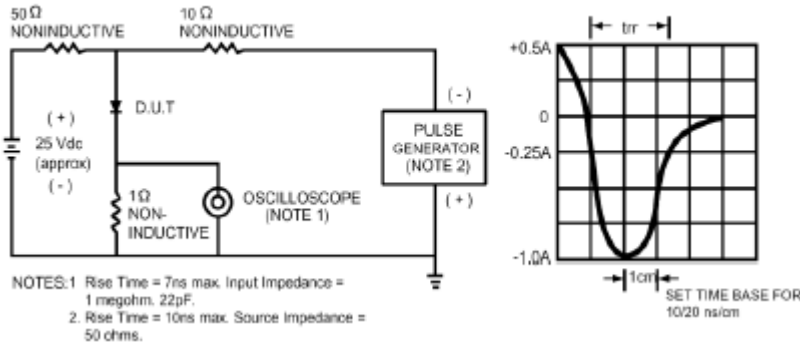 50 Ω
NONINDUCTIVE
10 Ω
NONINDUCTIVE
trr
+0.5A
D.U.T
(-)
(+)
25 Vdc
(approx)
(-)
PULSE
GENERATOR
(NOTE 2)
0
-0.25A
1Ω
NON-
INDUCTIVE
OSCILLOSCOPE
(NOTE 1)
(+)
-1.0A
1cm
NOTES:1 Rise Time = 7ns max. Input Impedance =
1 megohm. 22pF.
2. Rise Time = 10ns max. Source Impedance =
50 ohms.
SET TIME BASE FOR
10/20 ns/cm